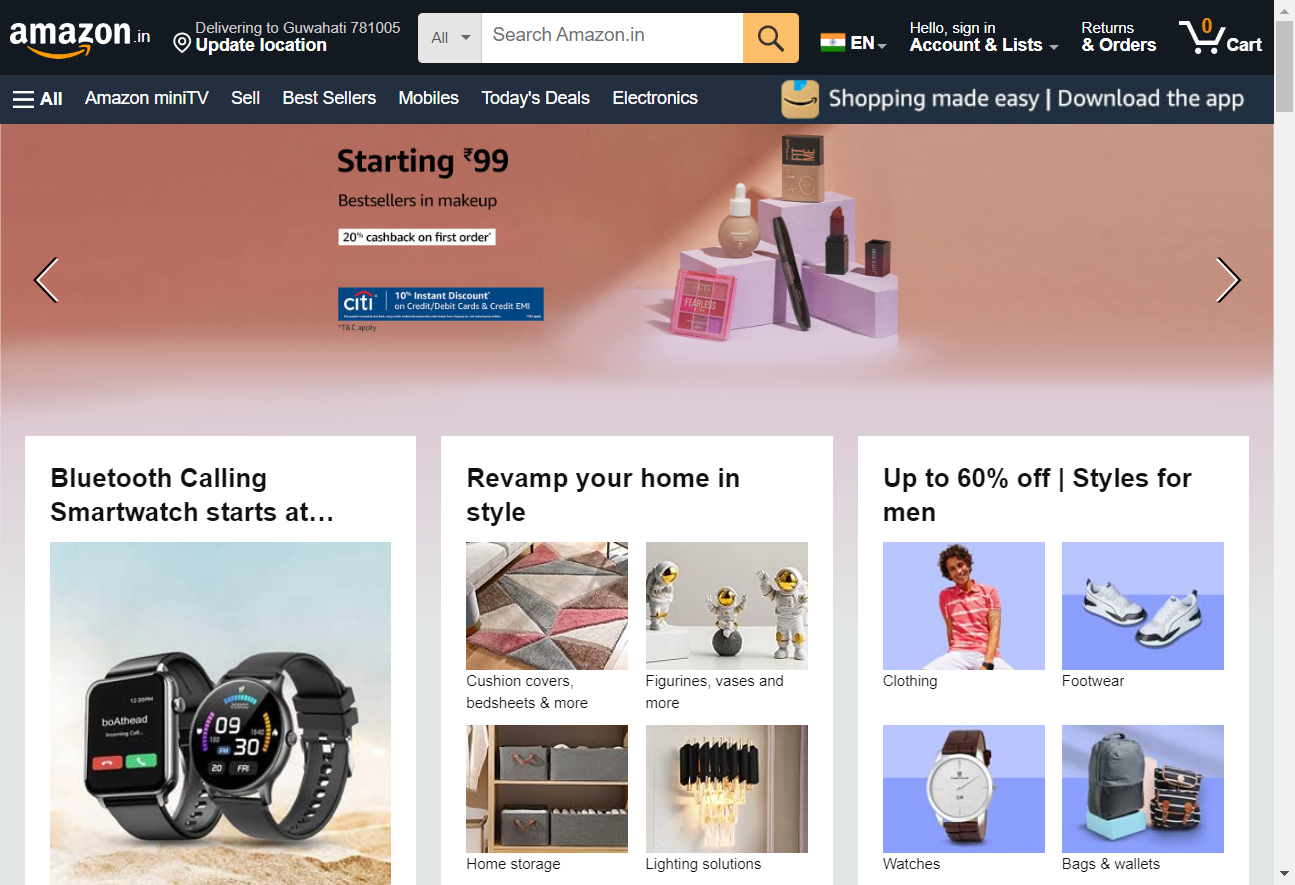 amazon.in
Delivering to Guwahati 781005
Update location
All
Search Amazon.in
EN
Hello, sign in
Account & Lists
Returns
& Orders
0
Cart
All
Amazon miniTV
Sell
Best Sellers
Mobiles
Today's Deals
Electronics
Shopping made easy | Download the app
Starting ₹99
Bestsellers in makeup
20% cashback on first order*
citi
10% Instant Discount*
on Credit/Debit Cards & Credit EMI
*T&C apply
FIT
ME
FEARLESS
Bluetooth Calling
Smartwatch starts at…
12:30PM
boAthead
Incoming Call...
09
30
PM
20
FRI
Revamp your home in
style
Cushion covers,
bedsheets & more
Figurines, vases and
more
Home storage
Lighting solutions
Up to 60% off | Styles for
men
Clothing
Footwear
Watches
Bags & wallets